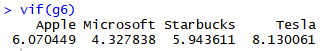 > vif(g6)
Apple Microsoft Starbucks Tesla
6.070449 4.327838 5.943611 8.130061